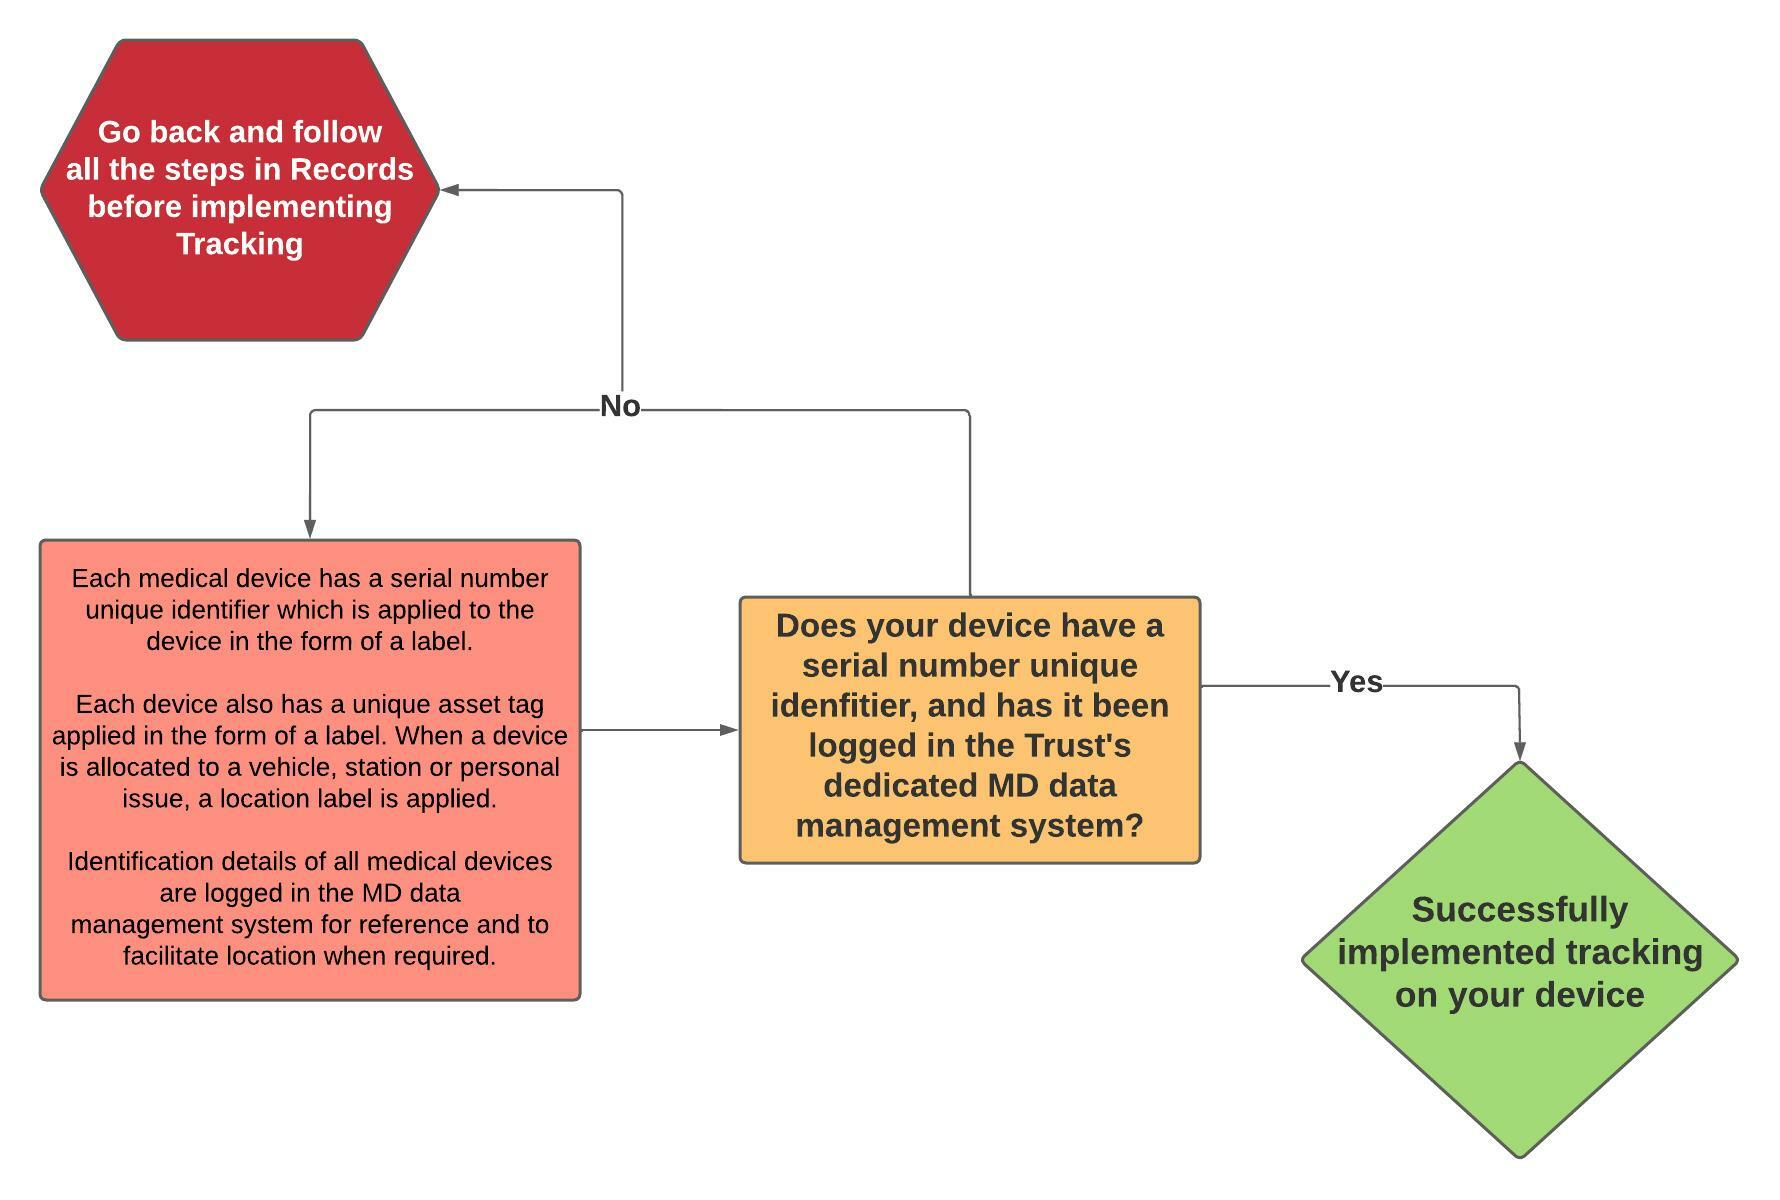 Go back and follow
all the steps in Records
before implementing
Tracking
No
Each medical device has a serial number
unique identifier which is applied to the
device in the form of a label.
Each device also has a unique asset tag
applied in the form of a label. When a device
is allocated to a vehicle, station or personal
issue, a location label is applied.
Identification details of all medical devices
are logged in the MD data
management system for reference and to
facilitate location when required.
Does your device have a
serial number unique
idenfitier, and has it been
logged in the Trust's
dedicated MD data
management system?
Yes
Successfully
implemented tracking
on your device